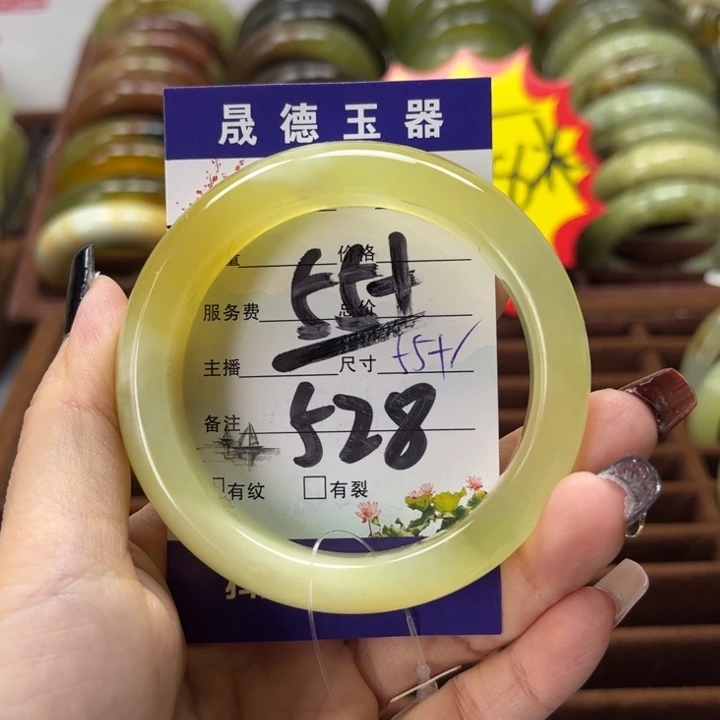 晟德玉器
量 价格
551
服务费 总价
主播 尺寸
备注
528
□有纹 □有裂